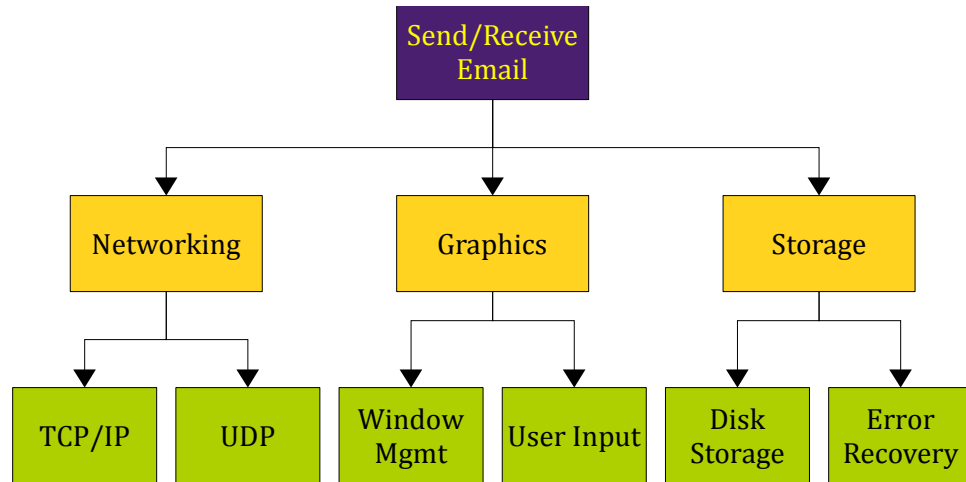 Send/Receive
Email
Networking
Graphics
Storage
TCP/IP
UDP
Window
Mgmt
User Input
Disk
Storage
Error
Recovery